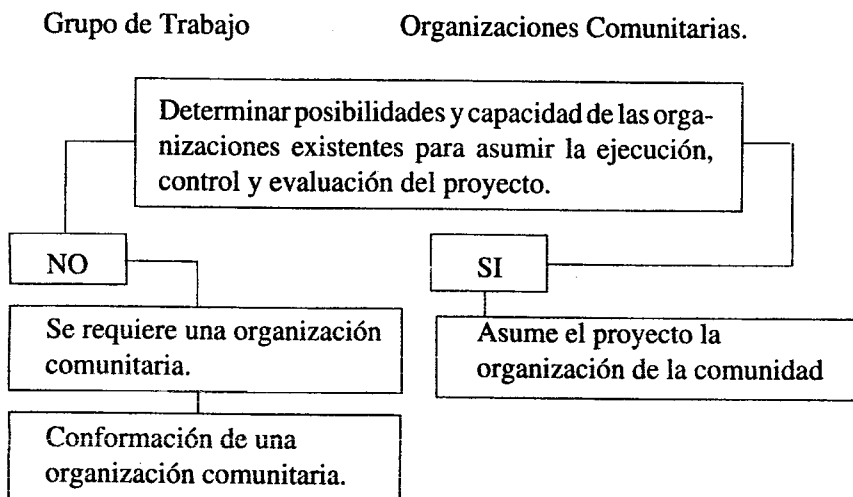 Grupo de Trabajo Organizaciones Comunitarias.
Determinar posibilidades y capacidad de las orga-
nizaciones existentes para asumir la ejecución,
control y evaluación del proyecto.
NO
SI
Se requiere una organización
comunitaria.
Asume el proyecto la
organización de la comunidad
Conformación de una
organización comunitaria.